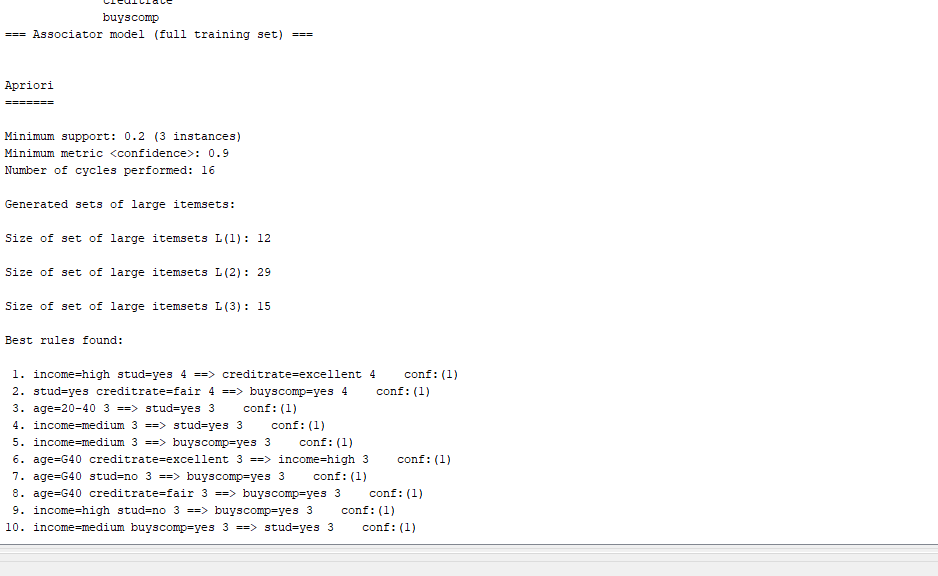 creditrate
buyscomp
=== Associator model (full training set) ===
Apriori
=======
Minimum support: 0.2 (3 instances)
Minimum metric <confidence>: 0.9
Number of cycles performed: 16
Generated sets of large itemsets:
Size of set of large itemsets L(1): 12
Size of set of large itemsets L(2): 29
Size of set of large itemsets L(3): 15
Best rules found:
1. income=high stud=yes 4 ==> creditrate=excellent 4    conf:(1)
2. stud=yes creditrate=fair 4 ==> buyscomp=yes 4    conf:(1)
3. age=20-40 3 ==> stud=yes 3    conf:(1)
4. income=medium 3 ==> stud=yes 3    conf:(1)
5. income=medium 3 ==> buyscomp=yes 3    conf:(1)
6. age=G40 creditrate=excellent 3 ==> income=high 3    conf:(1)
7. age=G40 stud=no 3 ==> buyscomp=yes 3    conf:(1)
8. age=G40 creditrate=fair 3 ==> buyscomp=yes 3    conf:(1)
9. income=high stud=no 3 ==> buyscomp=yes 3    conf:(1)
10. income=medium buyscomp=yes 3 ==> stud=yes 3    conf:(1)